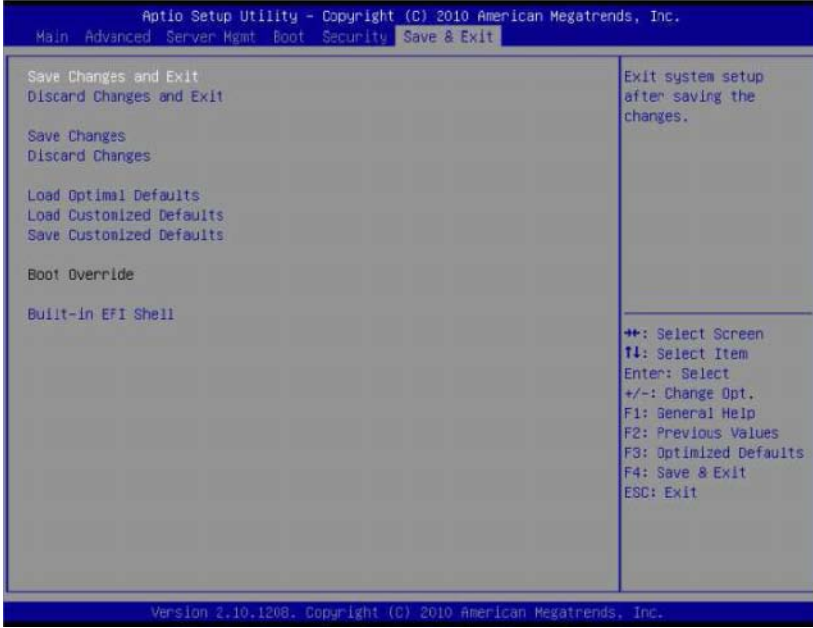 Aptio Setup Utility – Copyright (C) 2010 American Megatrends, Inc.
Main Advanced Server Mgmt Boot Security Save & Exit
Save Changes and Exit
Discard Changes and Exit
Save Changes
Discard Changes
Load Optimal Defaults
Load Customized Defaults
Save Customized Defaults
Boot Override
Built-in EFI Shell
Exit system setup
after saving the
changes.
→←: Select Screen
↑↓: Select Item
Enter: Select
+/-: Change Opt.
F1: General Help
F2: Previous Values
F3: Optimized Defaults
F4: Save & Exit
ESC: Exit
Version 2.10.1208. Copyright (C) 2010 American Megatrends, Inc.